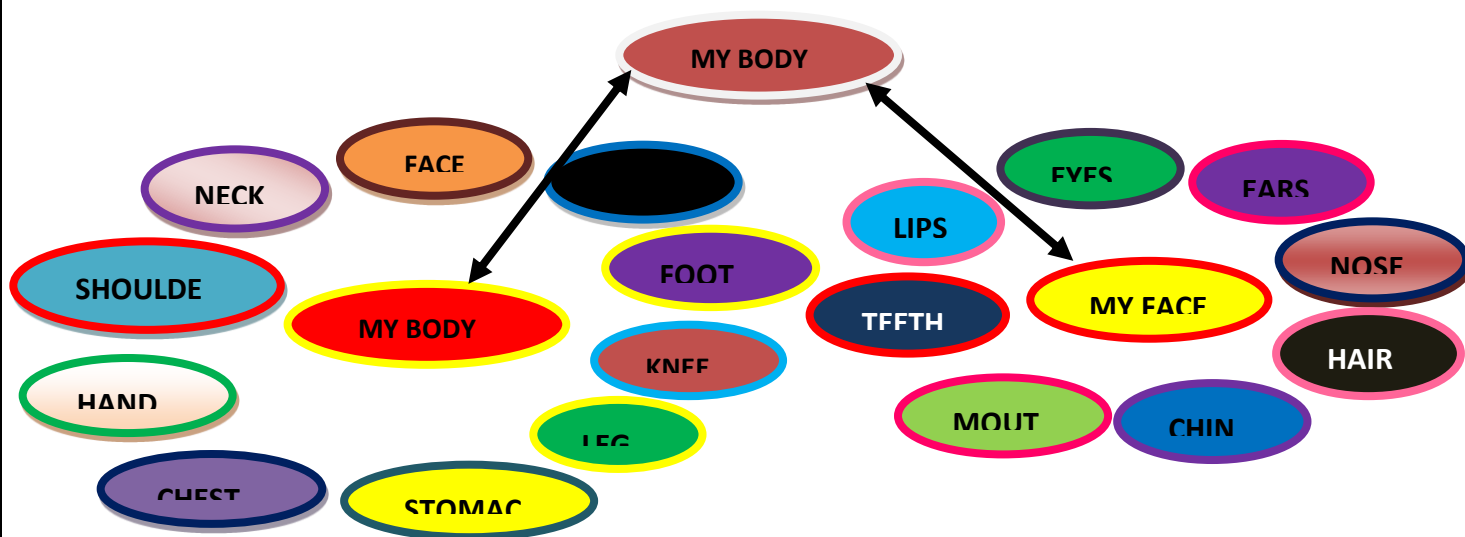 MY BODY
FACE
NECK
EYES
EARS
LIPS
NOSE
FOOT
SHOULDE
MY BODY
TEETH
MY FACE
KNEE
HAIR
HAND
MOUT
CHIN
LEG
CHEST
STOMAC